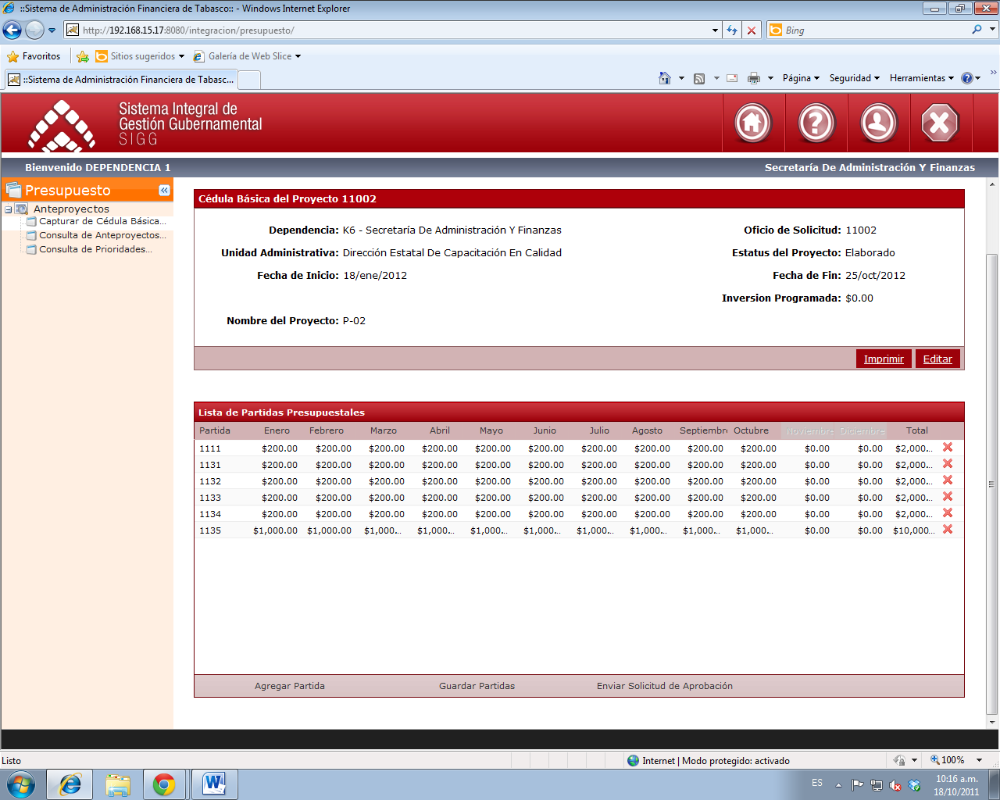 ::Sistema de Administración Financiera de Tabasco:: - Windows Internet Explorer
http://192.168.15.17:8080/integracion/presupuesto/
Bing
Favoritos Sitios sugeridos Galería de Web Slice
::Sistema de Administración Financiera de Tabasc... Página Seguridad Herramientas
Sistema Integral de
Gestión Gubernamental
SIGG
Bienvenido DEPENDENCIA 1 Secretaría De Administración Y Finanzas
Presupuesto
Anteproyectos
Capturar de Cédula Básica...
Consulta de Anteproyectos...
Consulta de Prioridades...
Cédula Básica del Proyecto 11002
Dependencia: K6 - Secretaría De Administración Y Finanzas Oficio de Solicitud: 11002
Unidad Administrativa: Dirección Estatal De Capacitación En Calidad Estatus del Proyecto: Elaborado
Fecha de Inicio: 18/ene/2012 Fecha de Fin: 25/oct/2012
Inversion Programada: $0.00
Nombre del Proyecto: P-02
Imprimir Editar
Lista de Partidas Presupuestales
Partida Enero Febrero Marzo Abril Mayo Junio Julio Agosto Septiembre Octubre Noviembre Diciembre Total
1111 $200.00 $200.00 $200.00 $200.00 $200.00 $200.00 $200.00 $200.00 $200.00 $200.00 $0.00 $0.00 $2,000...
1131 $200.00 $200.00 $200.00 $200.00 $200.00 $200.00 $200.00 $200.00 $200.00 $200.00 $0.00 $0.00 $2,000...
1132 $200.00 $200.00 $200.00 $200.00 $200.00 $200.00 $200.00 $200.00 $200.00 $200.00 $0.00 $0.00 $2,000...
1133 $200.00 $200.00 $200.00 $200.00 $200.00 $200.00 $200.00 $200.00 $200.00 $200.00 $0.00 $0.00 $2,000...
1134 $200.00 $200.00 $200.00 $200.00 $200.00 $200.00 $200.00 $200.00 $200.00 $200.00 $0.00 $0.00 $2,000...
1135 $1,000.00 $1,000.00 $1,000... $1,000... $1,000... $1,000... $1,000... $1,000... $1,000... $1,000... $0.00 $0.00 $10,000...
Agregar Partida Guardar Partidas Enviar Solicitud de Aprobación
Listo Internet | Modo protegido: activado 100%
ES 10:16 a.m.
18/10/2011